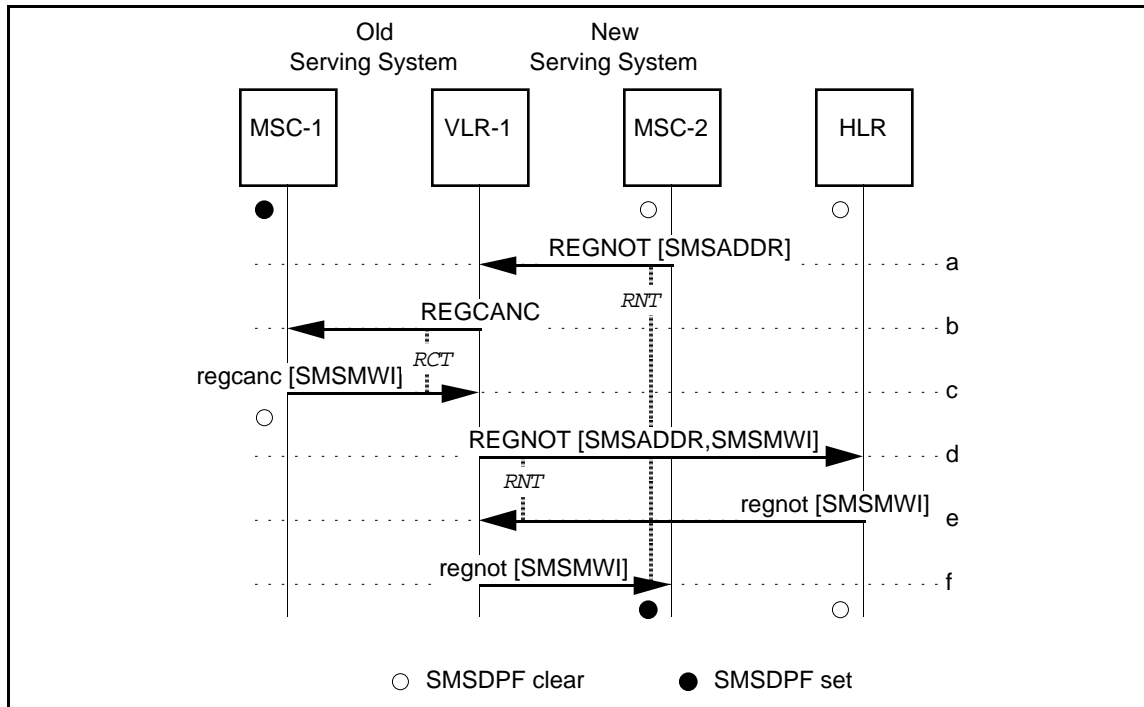 Old
Serving System
New
Serving System
MSC-1
VLR-1
MSC-2
HLR
REGNOT [SMSADDR]
a
RNT
REGCANC
b
RCT
regcanc [SMSMWI]
c
REGNOT [SMSADDR,SMSMWI]
d
RNT
regnot [SMSMWI]
e
regnot [SMSMWI]
f
SMSDPF clear
SMSDPF set